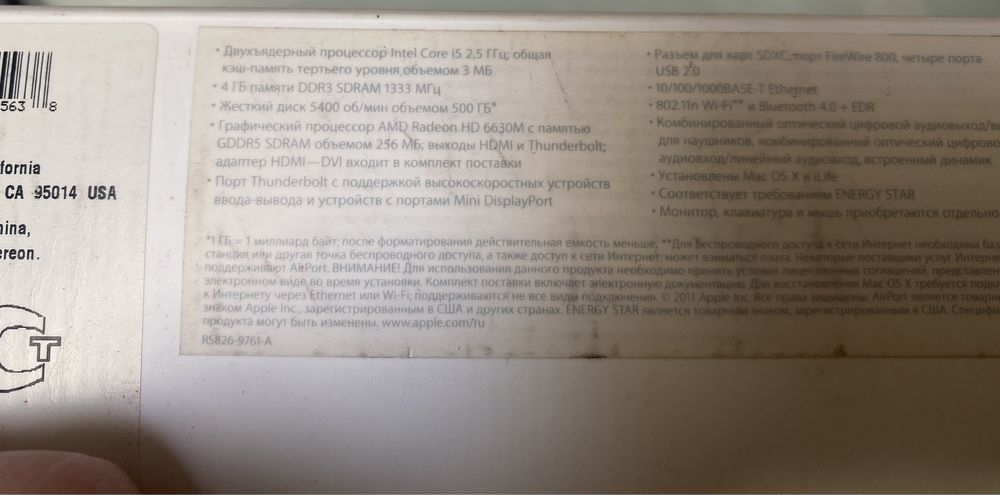 563 8
fornia
CA 95014 USA
ina,
ereon.
• Двухъядерный процессор Intel Core i5 2,5 ГГц; общая
кэш-память тертьего уровня объемом 3 МБ
• 4 ГБ памяти DDR3 SDRAM 1333 МГц
• Жесткий диск 5400 об/мин объемом 500 ГБ*
• Графический процессор AMD Radeon HD 6630M с памятью
GDDR5 SDRAM объемом 256 МБ; выходы HDMI и Thunderbolt;
адаптер HDMI—DVI входит в комплект поставки
• Порт Thunderbolt с поддержкой высокоскоростных устройств
ввода-вывода и устройств с портами Mini DisplayPort
• Разъем для карт SDXC, порт FireWire 800, четыре порта
USB 2.0
• 10/100/1000BASE-T Ethernet
• 802.11n Wi-Fi** и Bluetooth 4.0 + EDR
• Комбинированный оптический цифровой аудиовыход/вы
для наушников, комбинированный оптический цифрово
аудиовход/линейный аудиовход, встроенный динамик
• Установлены Mac OS X и iLife
• Соответствует требованиям ENERGY STAR
• Монитор, клавиатура и мышь приобретаются отдельно
*1 ГБ = 1 миллиард байт; после форматирования действительная емкость меньше. **Для беспроводного доступа к сети Интернет необходима баз
станция или другая точка беспроводного доступа, а также доступ к сети Интернет; может взиматься плата. Некоторые поставщики услуг Интерне
поддерживают AirPort. ВНИМАНИЕ! Для использования данного продукта необходимо принять условия лицензионных соглашений, представле
электронном виде во время установки. Комплект поставки включает электронную документацию. Для восстановления Mac OS X требуется подк
к Интернету через Ethernet или Wi-Fi; поддерживаются не все виды подключения. © 2011 Apple Inc. Все права защищены. AirPort является товарн
знаком Apple Inc., зарегистрированным в США и других странах. ENERGY STAR является товарным знаком, зарегистрированным в США. Специфи
продукта могут быть изменены. www.apple.com/ru
RS826-9761-A